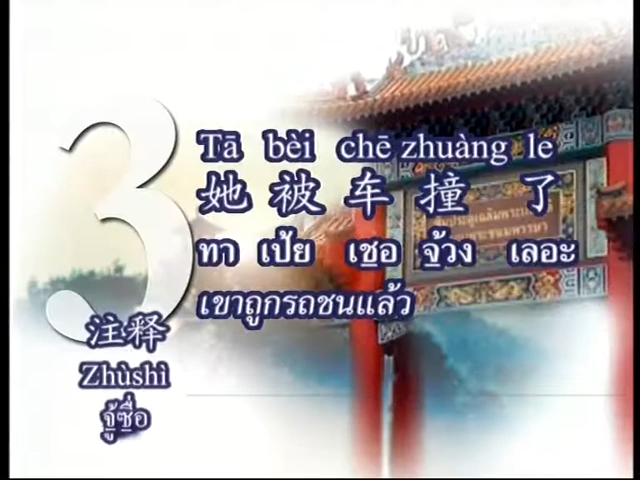 3
Tā bèi chē zhuàng le
她 被 车 撞 了
ทา เป้ย เชอ จ้วง เลอะ
เขาถูกรถชนแล้ว
注释
Zhùshì
จู้ซื่อ